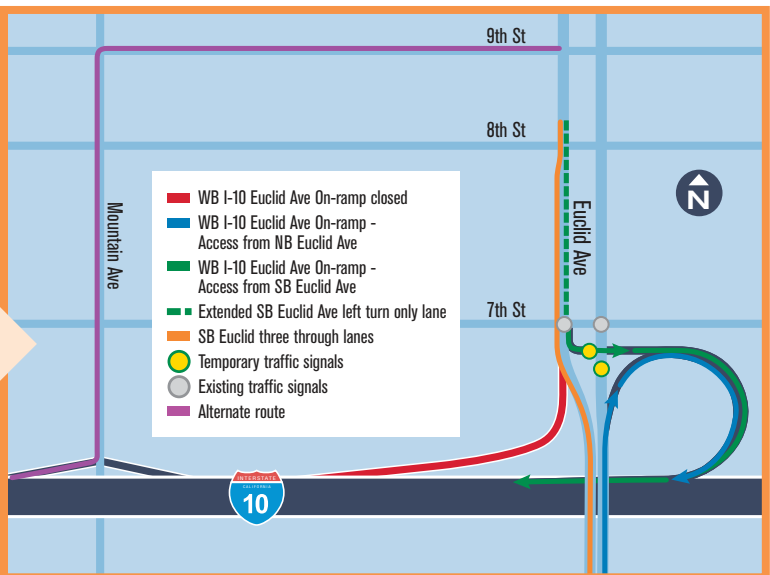 9th St
8th St
Mountain Ave
WB I-10 Euclid Ave On-ramp closed
WB I-10 Euclid Ave On-ramp -
Access from NB Euclid Ave
WB I-10 Euclid Ave On-ramp -
Access from SB Euclid Ave
Extended SB Euclid Ave left turn only lane
SB Euclid three through lanes
Temporary traffic signals
Existing traffic signals
Alternate route
Euclid Ave
N
7th St
INTERSTATE
CALIFORNIA
10